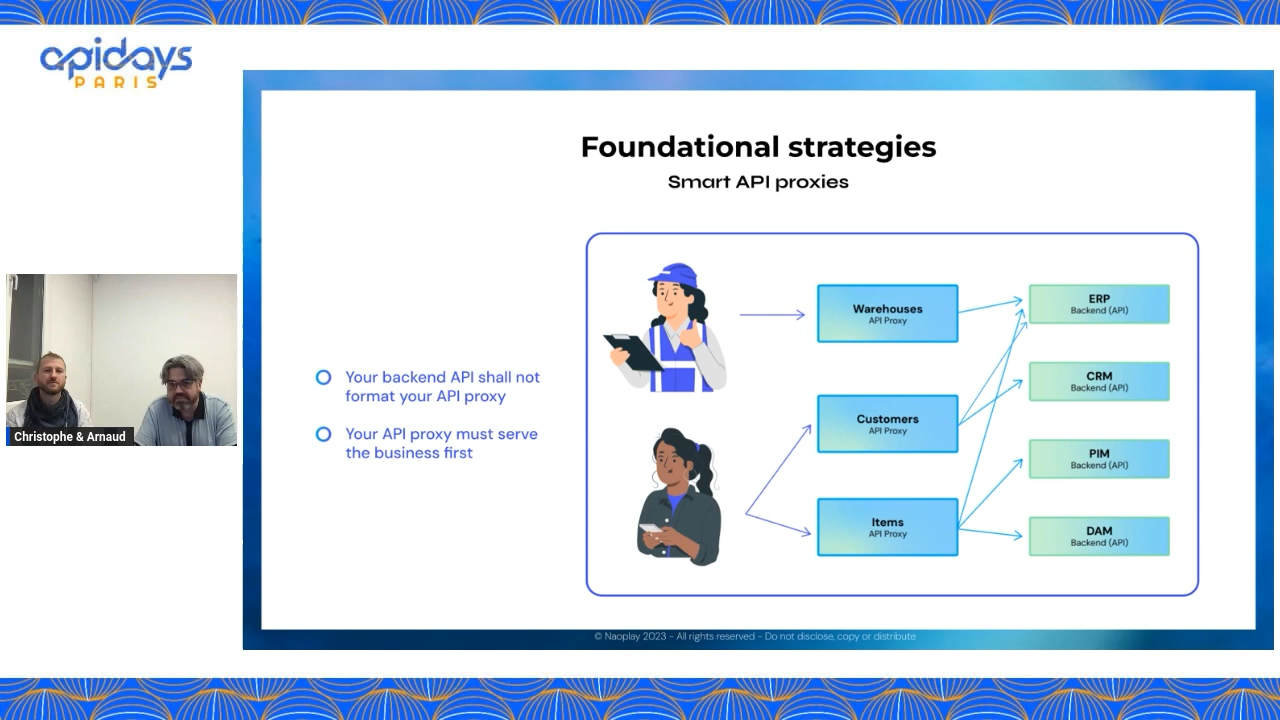 apidays
PARIS
Foundational strategies
Smart API proxies
Your backend API shall not
format your API proxy
Your API proxy must serve
the business first
Warehouses
API Proxy
Customers
API Proxy
Items
API Proxy
ERP
Backend (API)
CRM
Backend (API)
PIM
Backend (API)
DAM
Backend (API)
Christophe & Arnaud
© Naoplay 2023 - All rights reserved - Do not disclose, copy or distribute